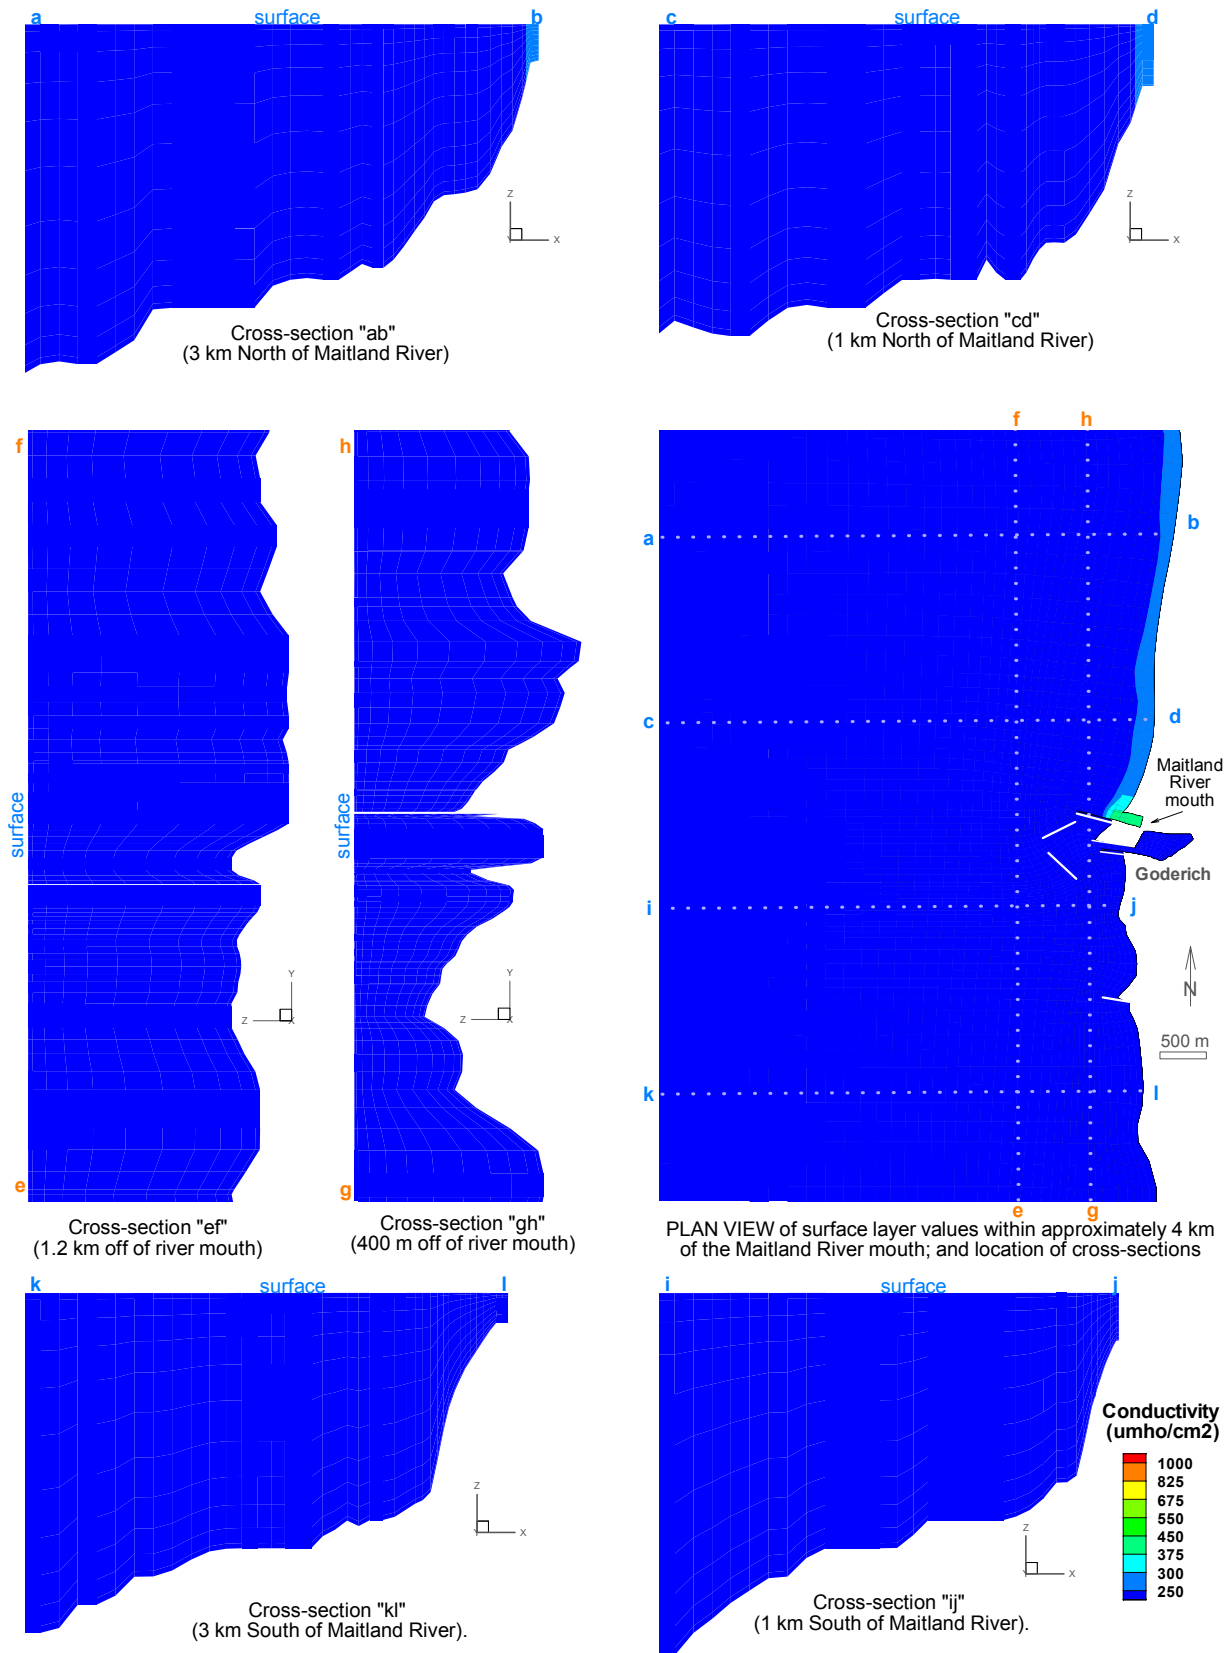 a surface b
c surface d
Z
X
Y
Z
X
Y
Cross-section "ab"
(3 km North of Maitland River)
Cross-section "cd"
(1 km North of Maitland River)
f
surface
e
Y
Z
X
Cross-section "ef"
(1.2 km off of river mouth)
h
surface
g
Y
Z
X
Cross-section "gh"
(400 m off of river mouth)
f h
a b
c d
Maitland
River
mouth
Goderich
i j
N
500 m
k l
e g
PLAN VIEW of surface layer values within approximately 4 km
of the Maitland River mouth; and location of cross-sections
k surface l
Z
X
Y
Cross-section "kl"
(3 km South of Maitland River).
i surface j
Z
X
Y
Cross-section "ij"
(1 km South of Maitland River).
Conductivity
(umho/cm2)
1000
825
675
550
450
375
300
250